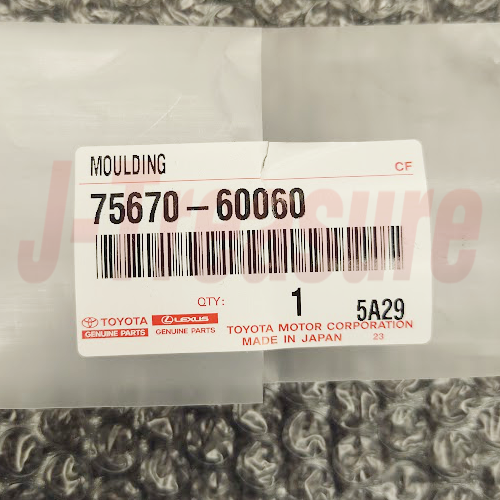 MOULDING
CF
75670-60060
J-Treasure
QTY: 1 5A29
TOYOTA LEXUS
GENUINE PARTS GENUINE PARTS
TOYOTA MOTOR CORPORATION
MADE IN JAPAN 23